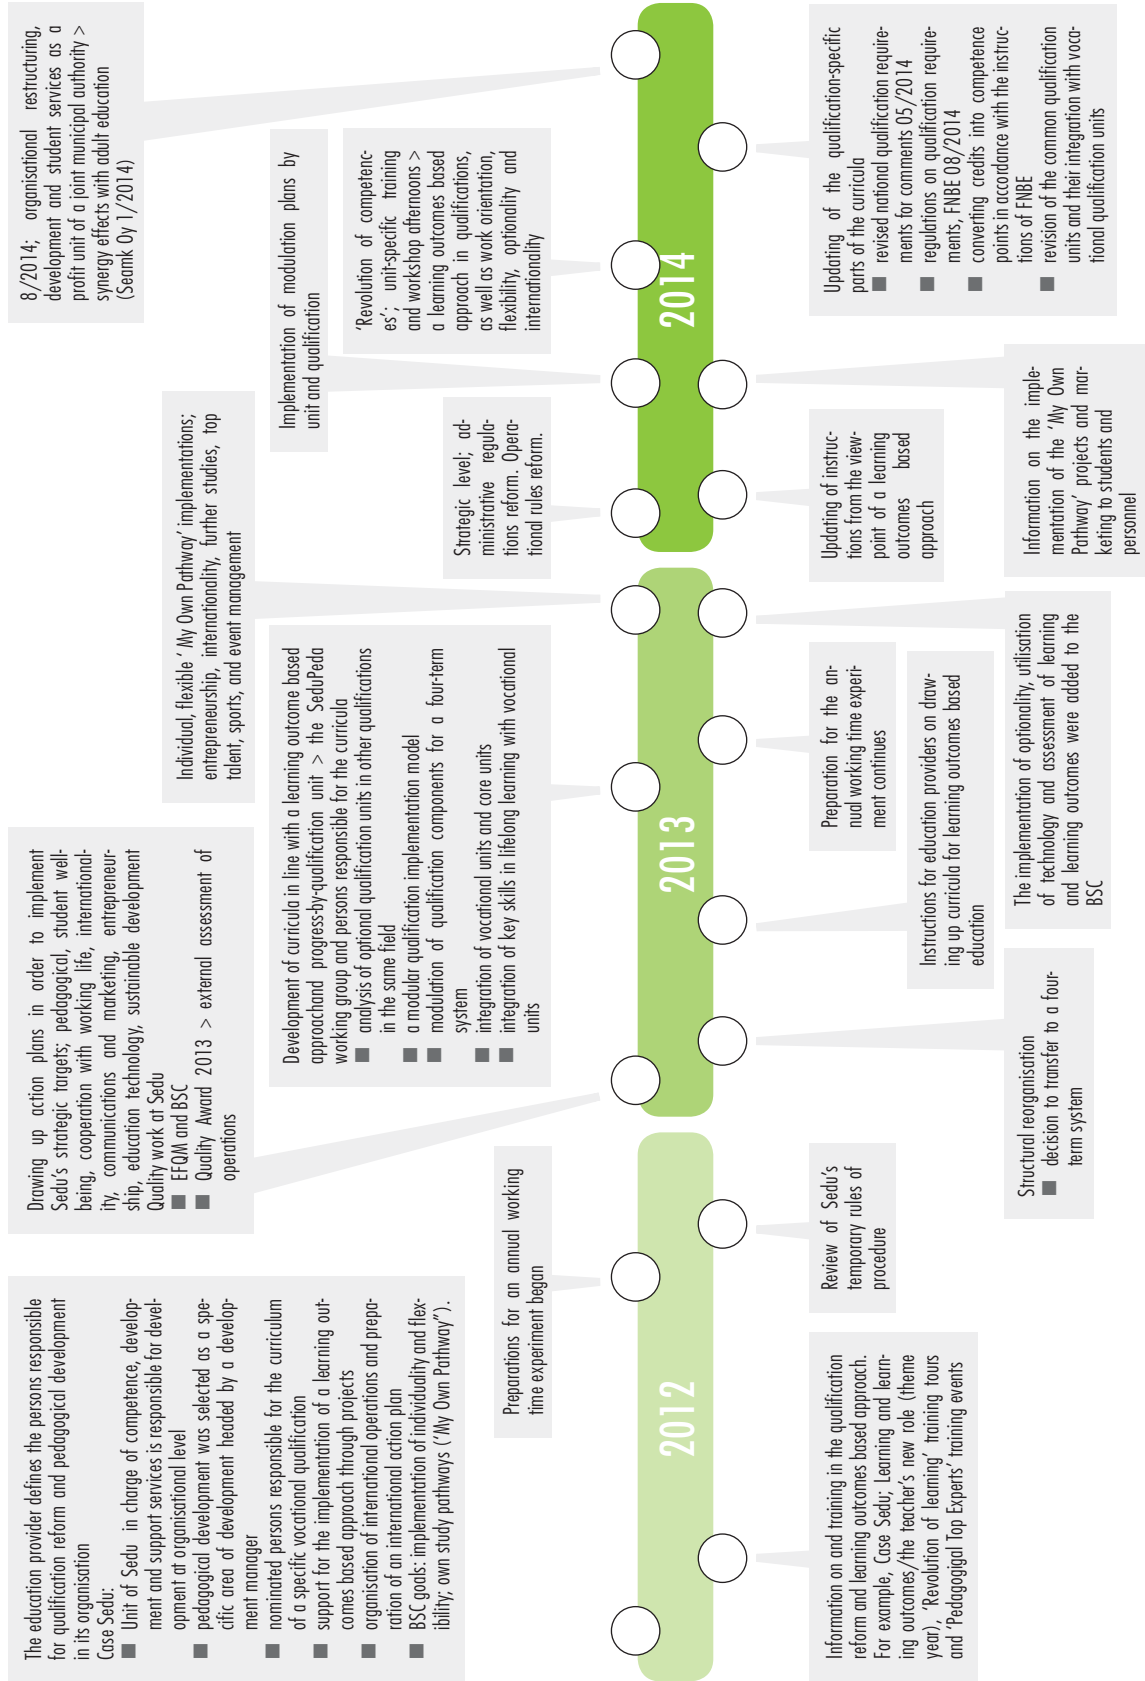 The education provider defines the persons responsible
for qualification reform and pedagogical development
in its organisation
Case Sedu:
■ Unit of Sedu in charge of competence, develop-
ment and support services is responsible for devel-
opment at organisational level
■ pedagogical development was selected as a spe-
cific area of development headed by a develop-
ment manager
■ nominated persons responsible for the curriculum
of a specific vocational qualification
■ support for the implementation of a learning out-
comes based approach through projects
■ organisation of international operations and prepa-
ration of an international action plan
■ BSC goals: implementation of individuality and flex-
ibility; own study pathways (‘My Own Pathway”).
Drawing up action plans in order to implement
Sedu’s strategic targets; pedagogical, student well-
being, cooperation with working life, international-
ity, communications and marketing, entrepreneur-
ship, education technology, sustainable development
Quality work at Sedu
■ EFQM and BSC
■ Quality Award 2013 > external assessment of
operations
Individual, flexible ‘ My Own Pathway’ implementations;
entrepreneurship, internationality, further studies, top
talent, sports, and event management
8/2014; organisational restructuring,
development and student services as a
profit unit of a joint municipal authority >
synergy effects with adult education
(Seamk Oy 1/2014)
Preparations for an annual working
time experiment began
Development of curricula in line with a learning outcome based
approachand progress-by-qualification unit > the SeduPeda
working group and persons responsible for the curricula
■ analysis of optional qualification units in other qualifications
in the same field
■ a modular qualification implementation model
■ modulation of qualification components for a four-term
system
■ integration of vocational units and core units
■ integration of key skills in lifelong learning with vocational
units
Strategic level; ad-
ministrative regula-
tions reform. Opera-
tional rules reform.
Implementation of modulation plans by
unit and qualification
‘Revolution of competenc-
es’; unit-specific training
and workshop afternoons >
a learning outcomes based
approach in qualifications,
as well as work orientation,
flexibility, optionality and
internationality
2012
2013
2014
Information on and training in the qualification
reform and learning outcomes based approach.
For example, Case Sedu; Learning and learn-
ing outcomes/the teacher’s new role (theme
year), ‘Revolution of learning’ training tours
and ‘Pedagogigal Top Experts’ training events
Review of Sedu’s
temporary rules of
procedure
Structural reorganisation
■ decision to transfer to a four-
term system
Instructions for education providers on draw-
ing up curricula for learning outcomes based
education
Preparation for the an-
nual working time experi-
ment continues
The implementation of optionality, utilisation
of technology and assessment of learning
and learning outcomes were added to the
BSC
Updating of instruc-
tions from the view-
point of a learning
outcomes based
approach
Information on the imple-
mentation of the ‘My Own
Pathway’ projects and mar-
keting to students and
personnel
Updating of the qualification-specific
parts of the curricula
■ revised national qualification require-
ments for comments 05/2014
■ regulations on qualification require-
ments, FNBE 08/2014
■ converting credits into competence
points in accordance with the instruc-
tions of FNBE
■ revision of the common qualification
units and their integration with voca-
tional qualification units